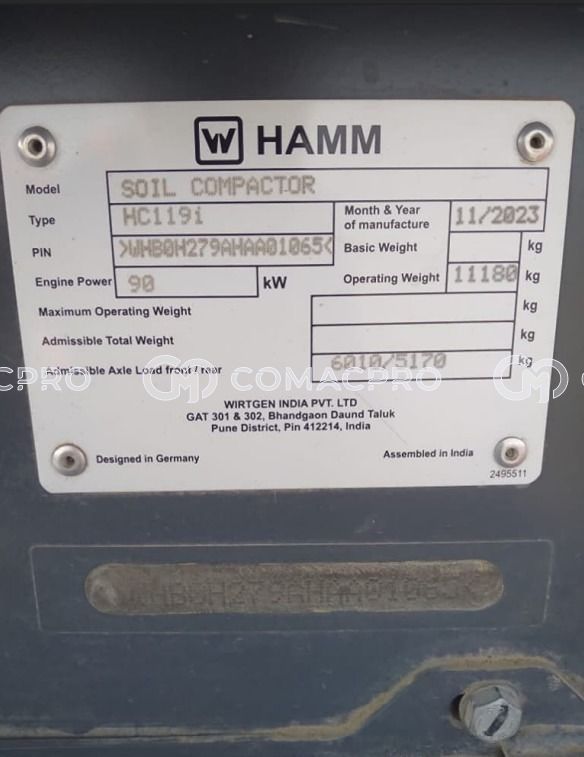 W HAMM
Model SOIL COMPACTOR
Type HC119i Month & Year of manufacture 11/2023
PIN >WHB0H279AHAA01065< Basic Weight kg
Engine Power 90 kW Operating Weight 11180 kg
Maximum Operating Weight kg
Admissible Total Weight kg
Admissible Axle Load front / rear 6010/5170 kg
COMACPRO COMACPRO
WIRTGEN INDIA PVT. LTD
GAT 301 & 302, Bhandgaon Daund Taluk
Pune District, Pin 412214, India
Designed in Germany Assembled in India
2495511
WHB0H279AHAA01065<